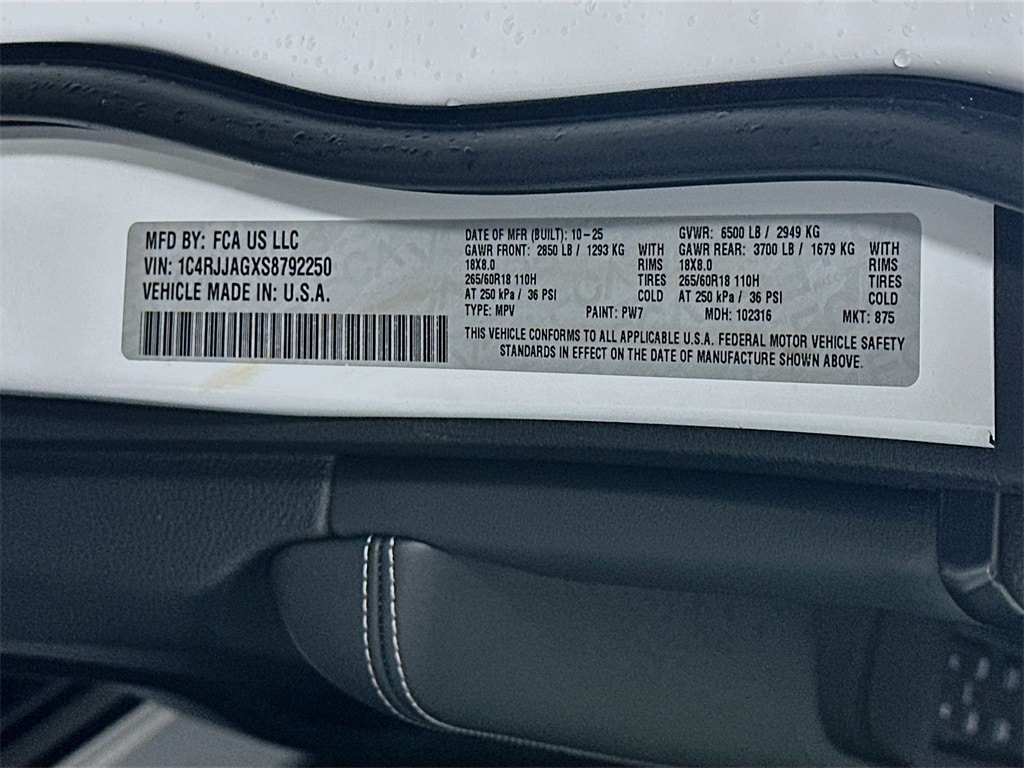 MFD BY: FCA US LLC
VIN: 1C4RJJAGXS8792250
VEHICLE MADE IN: U.S.A.
DATE OF MFR (BUILT): 10-25
GAWR FRONT: 2850 LB / 1293 KG WITH
18X8.0 RIMS
265/60R18 110H TIRES
AT 250 kPa / 36 PSI COLD
TYPE: MPV PAINT: PW7
GVWR: 6500 LB / 2949 KG
GAWR REAR: 3700 LB / 1679 KG WITH
18X8.0 RIMS
265/60R18 110H TIRES
AT 250 kPa / 36 PSI COLD
MDH: 102316 MKT: 875
THIS VEHICLE CONFORMS TO ALL APPLICABLE U.S.A. FEDERAL MOTOR VEHICLE SAFETY
STANDARDS IN EFFECT ON THE DATE OF MANUFACTURE SHOWN ABOVE.